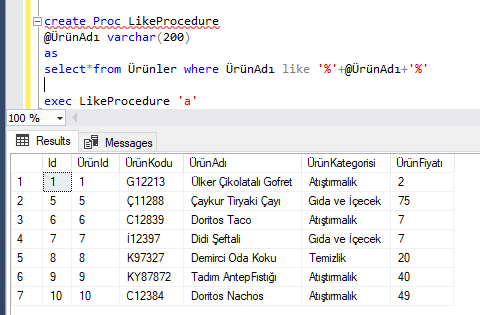 create Proc LikeProcedure
@ÜrünAdı varchar(200)
as
select*from Ürünler where ÜrünAdı like '%'+@ÜrünAdı+'%'
exec LikeProcedure 'a'
100 %
Results Messages
Id ÜrünId ÜrünKodu ÜrünAdı ÜrünKategorisi ÜrünFiyatı
1 1 1 G12213 Ülker Çikolatalı Gofret Atıştırmalık 2
2 5 5 Ç11288 Çaykur Tiryaki Çayı Gıda ve İçecek 75
3 6 6 C12839 Doritos Taco Atıştırmalık 7
4 7 7 İ12397 Didi Şeftali Gıda ve İçecek 7
5 8 8 K97327 Demirci Oda Koku Temizlik 20
6 9 9 KY87872 Tadım AntepFistığı Atıştırmalık 40
7 10 10 C12384 Doritos Nachos Atıştırmalık 49